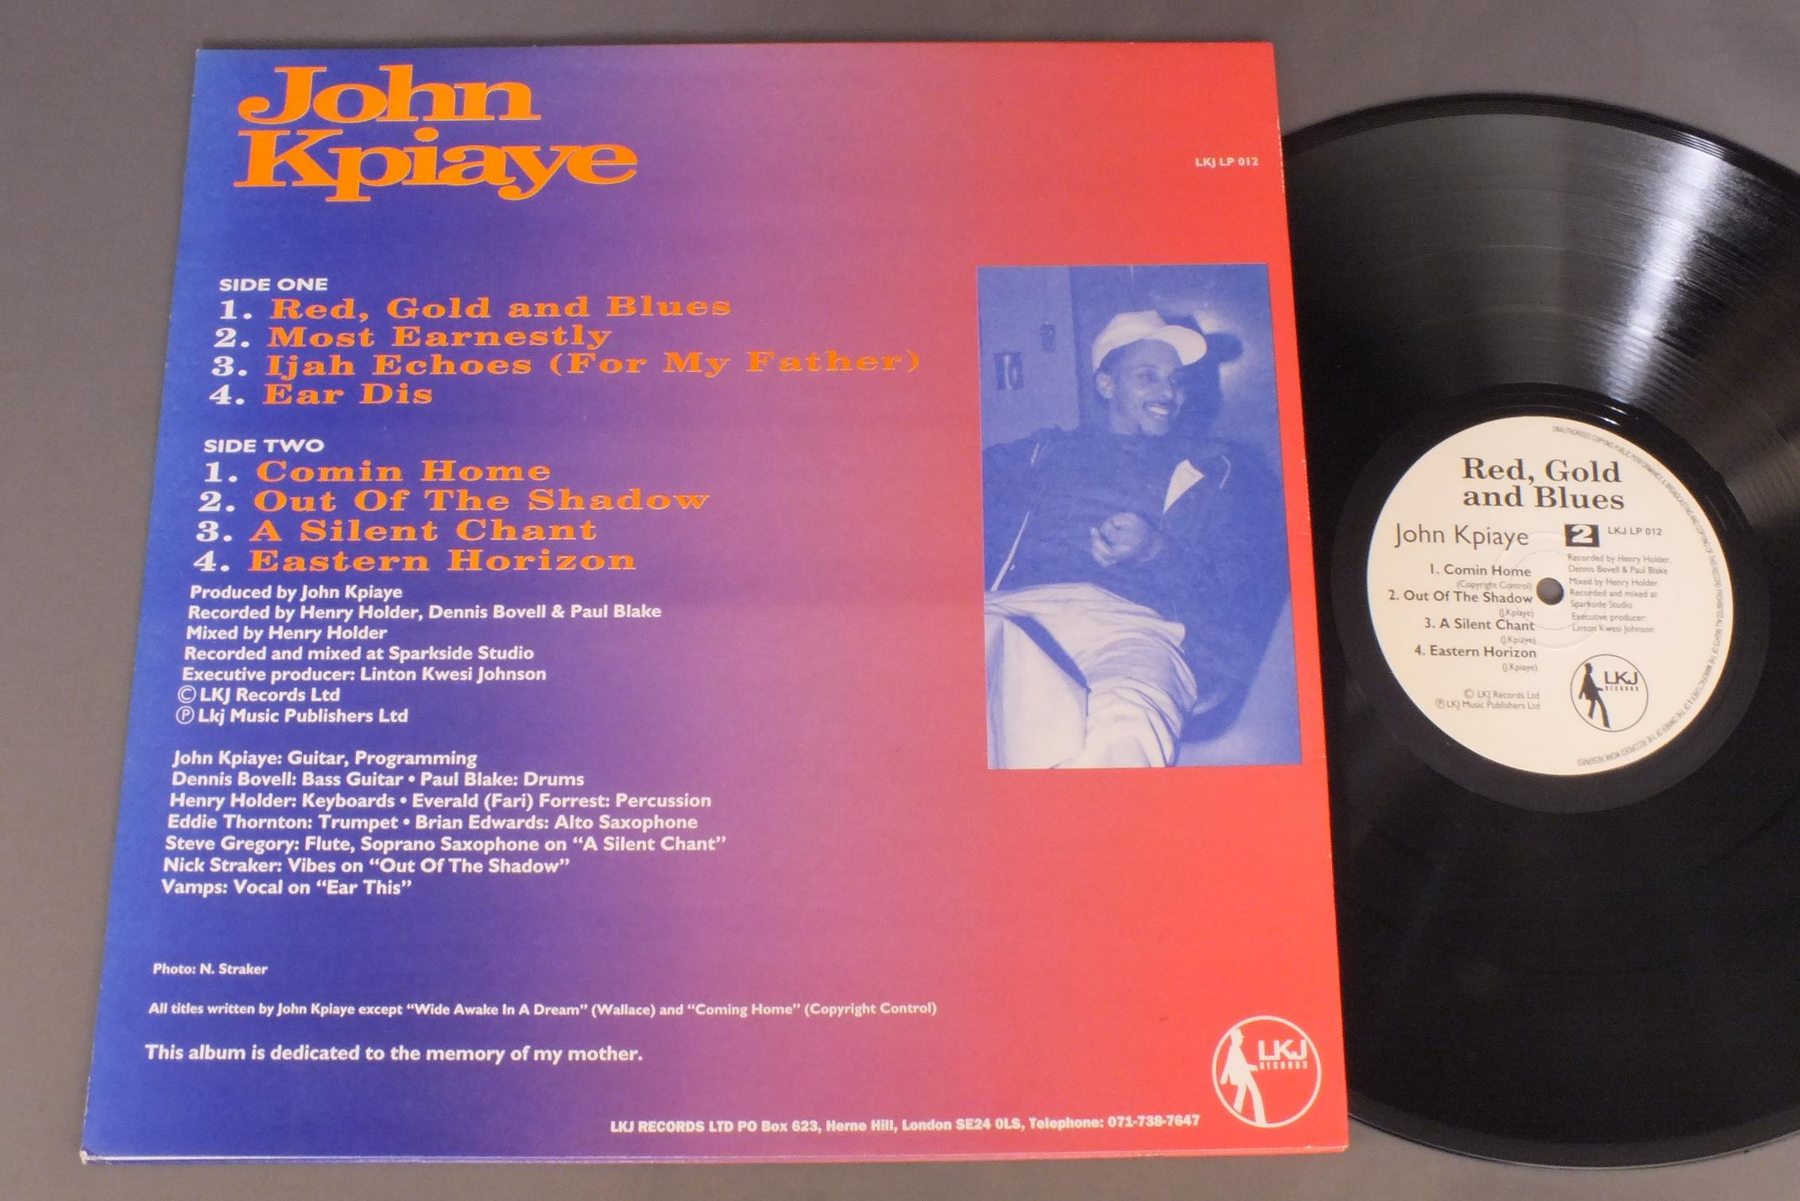 John
Kpiaye
LKJ LP 012
SIDE ONE
1. Red, Gold and Blues
2. Most Earnestly
3. Ijah Echoes (For My Father)
4. Ear Dis
SIDE TWO
1. Comin Home
2. Out Of The Shadow
3. A Silent Chant
4. Eastern Horizon
Produced by John Kpiaye
Recorded by Henry Holder, Dennis Bovell & Paul Blake
Mixed by Henry Holder
Recorded and mixed at Sparkside Studio
Executive producer: Linton Kwesi Johnson
© LKJ Records Ltd
℗ Lkj Music Publishers Ltd
John Kpiaye: Guitar, Programming
Dennis Bovell: Bass Guitar • Paul Blake: Drums
Henry Holder: Keyboards • Everald (Fari) Forrest: Percussion
Eddie Thornton: Trumpet • Brian Edwards: Alto Saxophone
Steve Gregory: Flute, Soprano Saxophone on “A Silent Chant”
Nick Straker: Vibes on “Out Of The Shadow”
Vamps: Vocal on “Ear This”
Photo: N. Straker
All titles written by John Kpiaye except “Wide Awake In A Dream” (Wallace) and “Coming Home” (Copyright Control)
This album is dedicated to the memory of my mother.
LKJ RECORDS LTD PO Box 623, Herne Hill, London SE24 0LS, Telephone: 071-738-7647
LKJ
RECORDS
Red, Gold
and Blues
John Kpiaye
2
LKJ LP 012
1. Comin Home
(Copyright Control)
2. Out Of The Shadow
(J.Kpiaye)
3. A Silent Chant
(J.Kpiaye)
4. Eastern Horizon
(J.Kpiaye)
Recorded by Henry Holder,
Dennis Bovell & Paul Blake
Mixed by Henry Holder
Recorded and mixed at
Sparkside Studio
Executive producer:
Linton Kwesi Johnson
© LKJ Records Ltd
℗ LKJ Music Publishers Ltd
LKJ
RECORDS
UNAUTHORISED COPYING PUBLIC PERFORMANCE